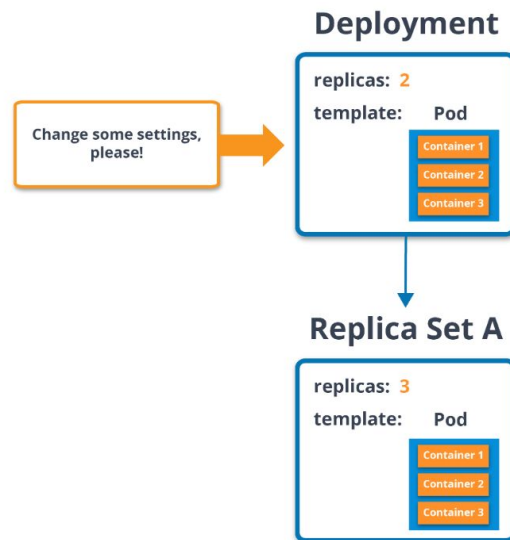 Deployment
replicas: 2
template: Pod
Container 1
Container 2
Container 3
Change some settings,
please!
Replica Set A
replicas: 3
template: Pod
Container 1
Container 2
Container 3